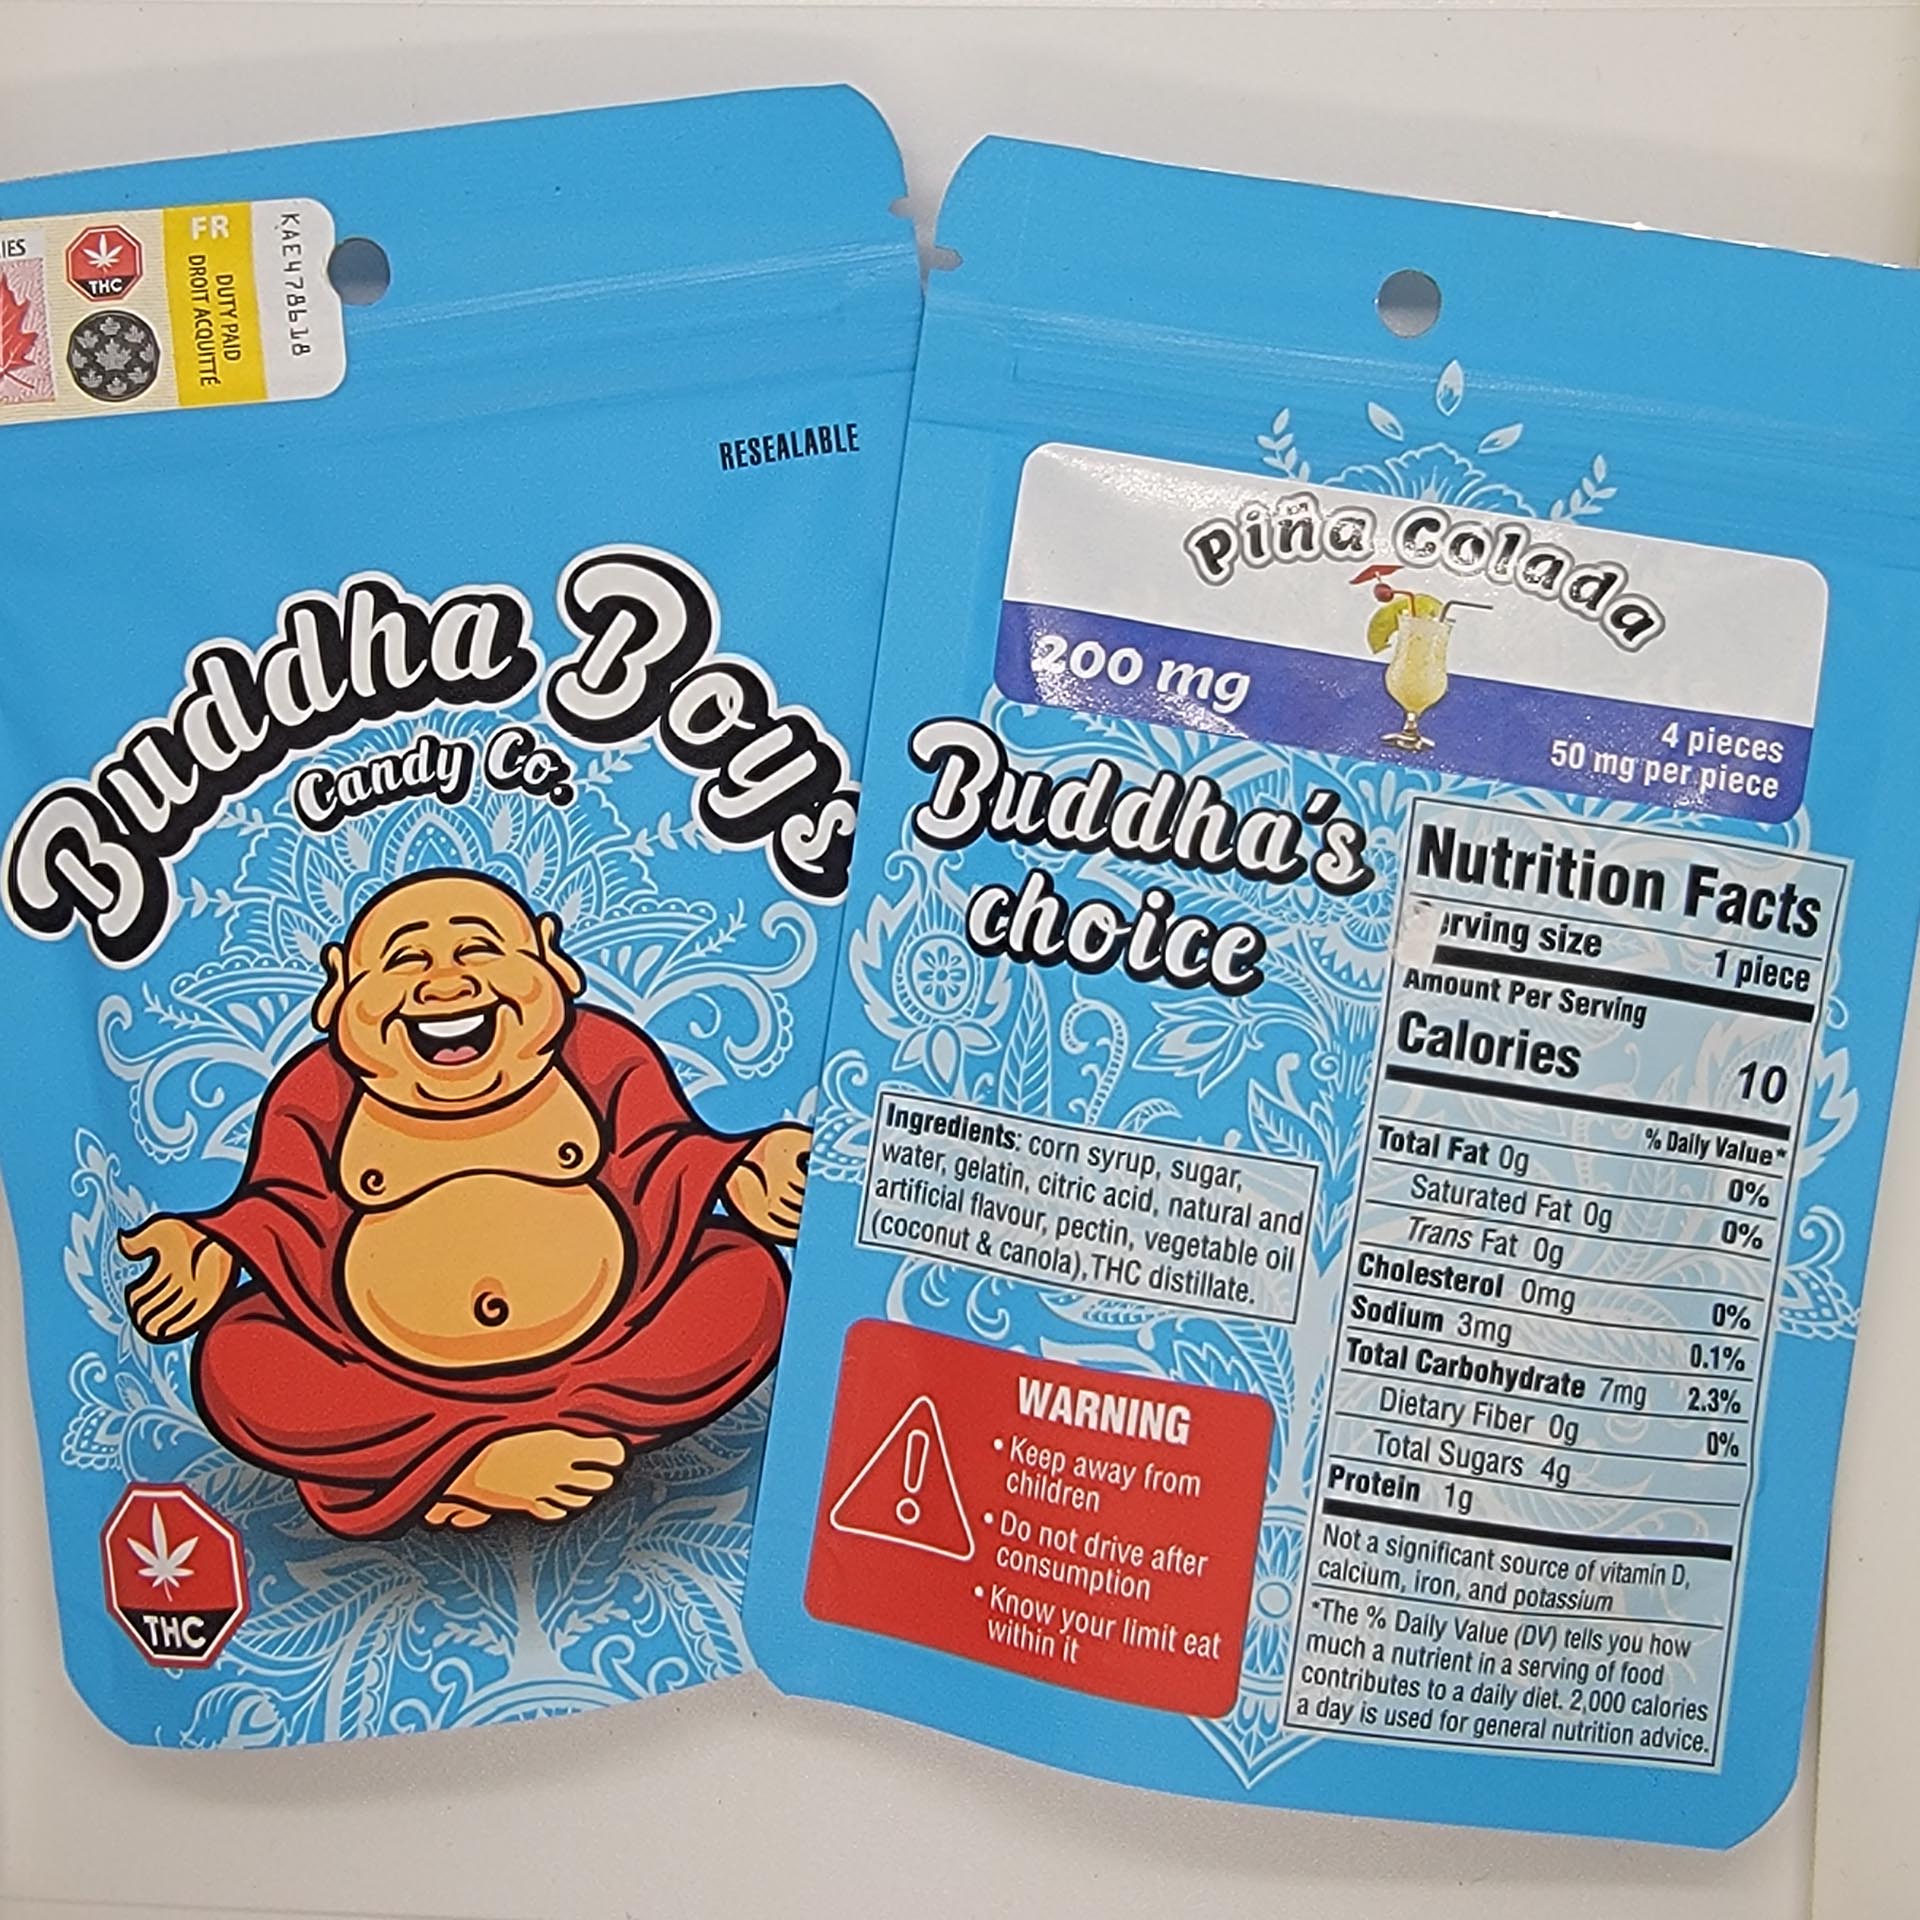 IES
THC
FR
DUTY PAID
DROIT ACQUITTÉ
KAE478618
RESEALABLE
Buddha Boys
Candy Co.
THC
Piña Colada
200 mg
4 pieces
50 mg per piece
Buddha's
choice
Nutrition Facts
erving size 1 piece
Amount Per Serving
Calories 10
% Daily Value*
Total Fat 0g 0%
Saturated Fat 0g 0%
Trans Fat 0g
Cholesterol 0mg 0%
Sodium 3mg 0.1%
Total Carbohydrate 7mg 2.3%
Dietary Fiber 0g 0%
Total Sugars 4g
Protein 1g
Not a significant source of vitamin D,
calcium, iron, and potassium
*The % Daily Value (DV) tells you how
much a nutrient in a serving of food
contributes to a daily diet. 2,000 calories
a day is used for general nutrition advice.
Ingredients: corn syrup, sugar,
water, gelatin, citric acid, natural and
artificial flavour, pectin, vegetable oil
(coconut & canola), THC distillate.
WARNING
• Keep away from
children
• Do not drive after
consumption
• Know your limit eat
within it